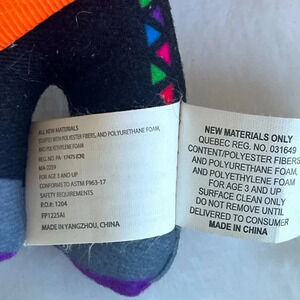 ALL NEW MATERIALS
STUFFED WITH POLYESTER FIBERS, AND POLYURETHANE FOAM,
AND POLYETHYLENE FOAM
REG. NO. PA- 17475 (CN)
MA-2259
FOR AGE 3 AND UP
CONFORMS TO ASTM F963-17
SAFETY REQUIREMENTS
P.O.#: 1204
FP1225AI
MADE IN YANGZHOU, CHINA
NEW MATERIALS ONLY
QUEBEC REG. NO. 031649
CONTENT/POLYESTER FIBERS
AND POLYURETHANE FOAM,
AND POLYETHYLENE FOAM
FOR AGE 3 AND UP
SURFACE CLEAN ONLY
DO NOT REMOVE UNTIL
DELIVERED TO CONSUMER
MADE IN CHINA